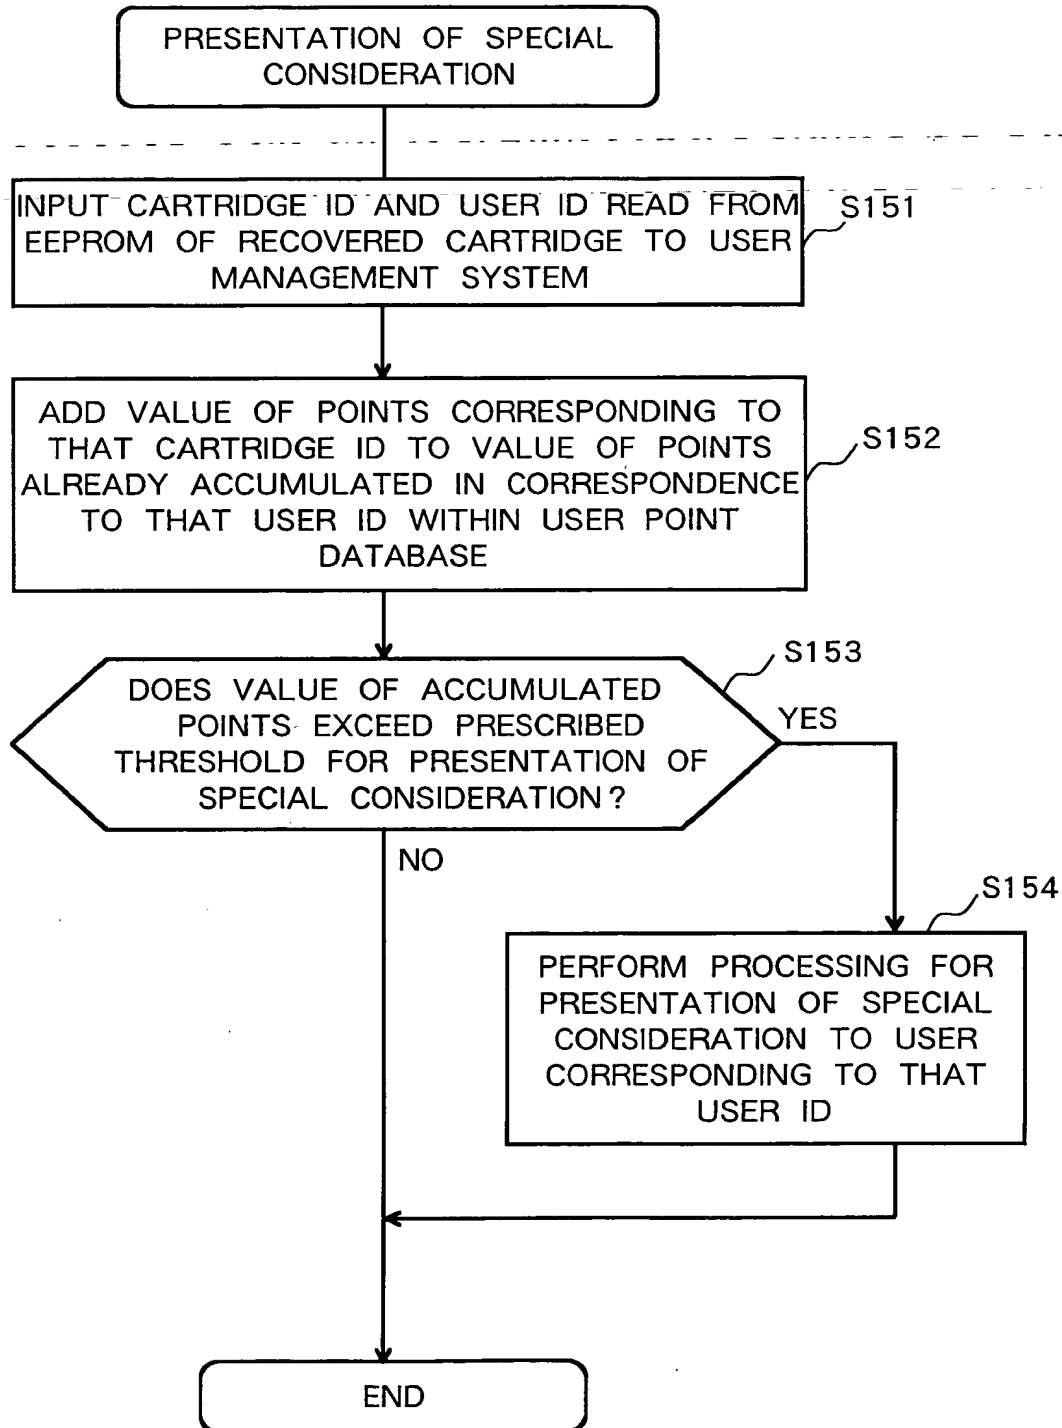 PRESENTATION OF SPECIAL
CONSIDERATION
INPUT CARTRIDGE ID AND USER ID READ FROM
EEPROM OF RECOVERED CARTRIDGE TO USER
MANAGEMENT SYSTEM
S151
ADD VALUE OF POINTS CORRESPONDING TO
THAT CARTRIDGE ID TO VALUE OF POINTS
ALREADY ACCUMULATED IN CORRESPONDENCE
TO THAT USER ID WITHIN USER POINT
DATABASE
S152
DOES VALUE OF ACCUMULATED
POINTS EXCEED PRESCRIBED
THRESHOLD FOR PRESENTATION OF
SPECIAL CONSIDERATION?
S153
YES
NO
S154
PERFORM PROCESSING FOR
PRESENTATION OF SPECIAL
CONSIDERATION TO USER
CORRESPONDING TO THAT
USER ID
END